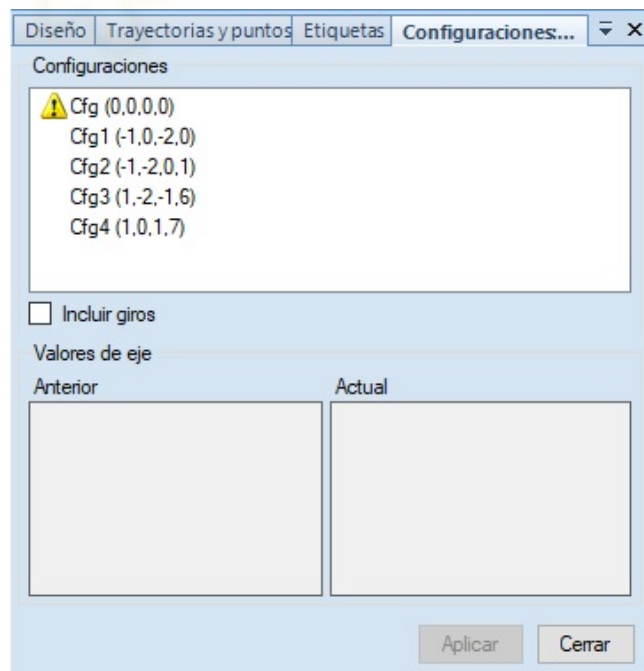 Diseño Trayectorias y puntos Etiquetas Configuraciones:...
Configuraciones
Cfg (0,0,0,0)
Cfg1 (-1,0,-2,0)
Cfg2 (-1,-2,0,1)
Cfg3 (1,-2,-1,6)
Cfg4 (1,0,1,7)
Incluir giros
Valores de eje
Anterior Actual
Aplicar Cerrar